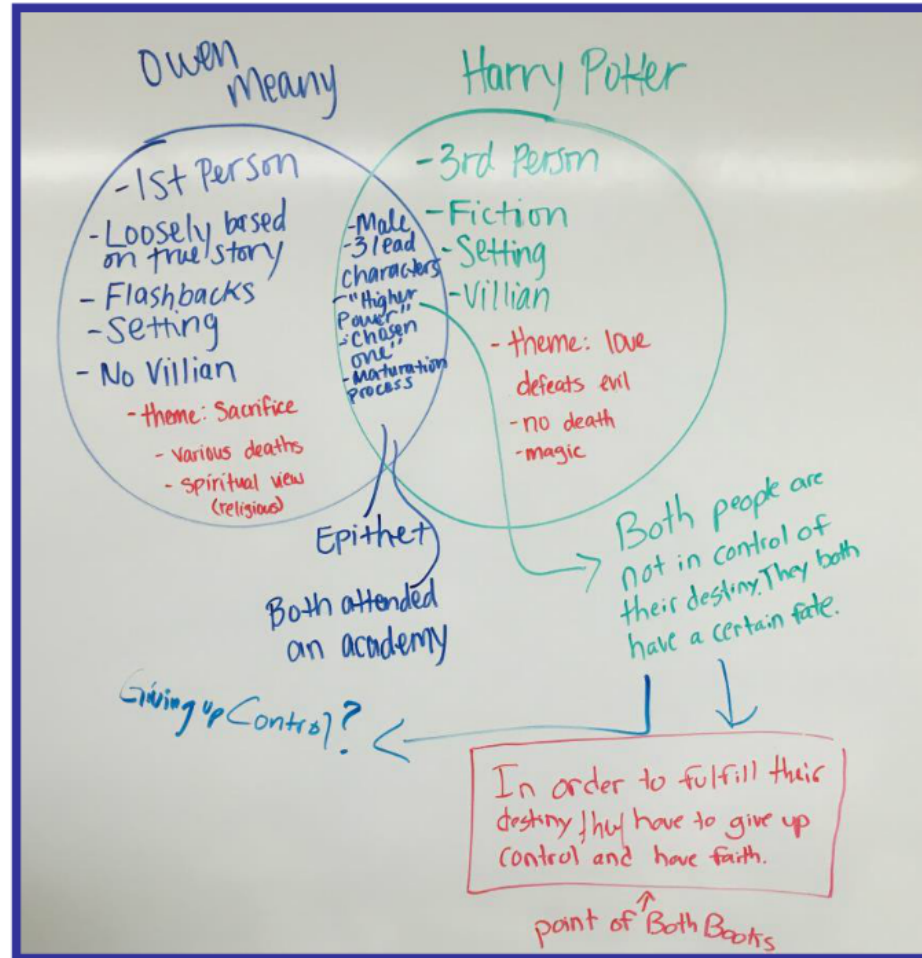 Owen
Meany
Harry Potter
-1st Person
-Loosely based
on true story
- Flashbacks
- Setting
- No Villian
- theme: Sacrifice
- various deaths
- spiritual view
(religious)
-Male
-3 lead
characters
-"Higher
Power"
-"Chosen
one"
-Maturation
process
-3rd Person
-Fiction
-Setting
-Villian
- theme: love
defeats evil
-no death
-magic
Epithet
Both attended
an academy
Both people are
not in control of
their destiny. They both
have a certain fate.
Giving up Control?
In order to fulfill their
destiny they have to give up
control and have faith.
point of Both Books